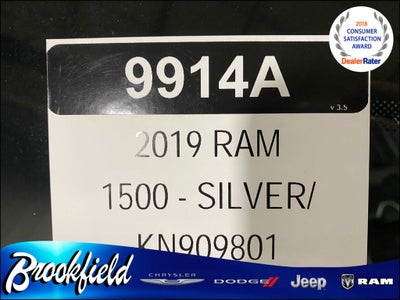 2018
CONSUMER
SATISFACTION
AWARD
DealerRater
9914A
v 3.5
2019 RAM
1500 - SILVER/
KN909801
Brookfield
CHRYSLER
DODGE
Jeep
RAM